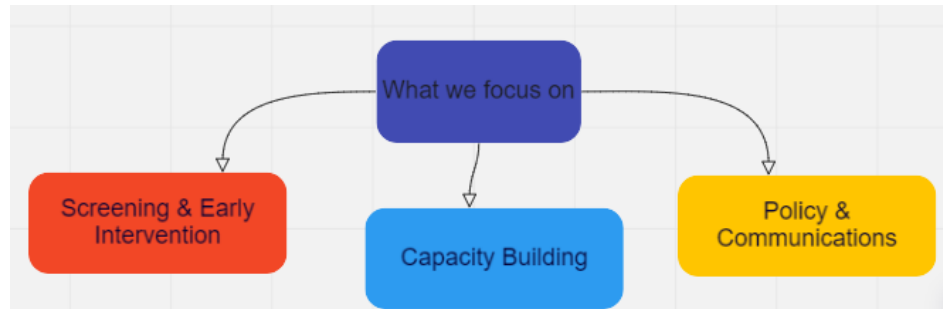 What we focus on
Screening & Early
Intervention
Capacity Building
Policy &
Communications